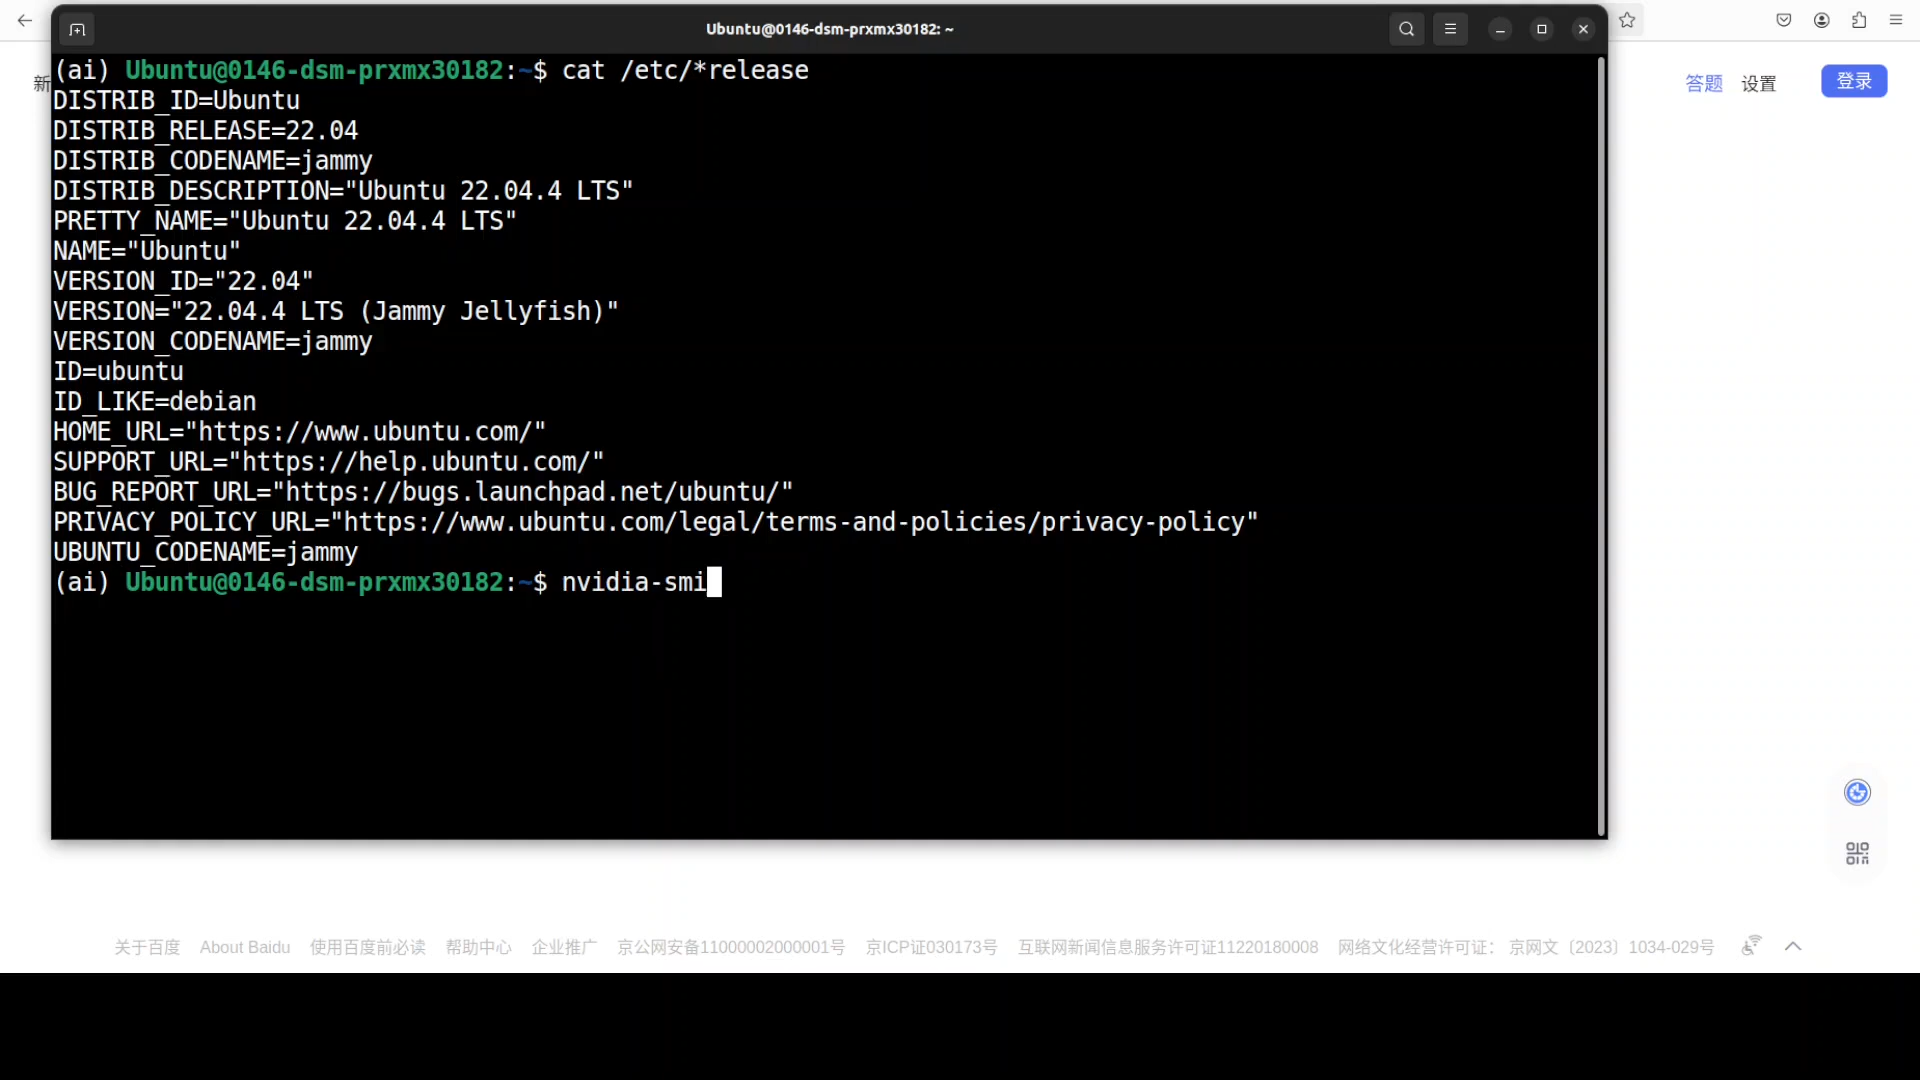 Ubuntu@0146-dsm-prxmx30182: ~
新
答题 设置 登录
(ai) Ubuntu@0146-dsm-prxmx30182:~$ cat /etc/*release
DISTRIB_ID=Ubuntu
DISTRIB_RELEASE=22.04
DISTRIB_CODENAME=jammy
DISTRIB_DESCRIPTION="Ubuntu 22.04.4 LTS"
PRETTY_NAME="Ubuntu 22.04.4 LTS"
NAME="Ubuntu"
VERSION_ID="22.04"
VERSION="22.04.4 LTS (Jammy Jellyfish)"
VERSION_CODENAME=jammy
ID=ubuntu
ID_LIKE=debian
HOME_URL="https://www.ubuntu.com/"
SUPPORT_URL="https://help.ubuntu.com/"
BUG_REPORT_URL="https://bugs.launchpad.net/ubuntu/"
PRIVACY_POLICY_URL="https://www.ubuntu.com/legal/terms-and-policies/privacy-policy"
UBUNTU_CODENAME=jammy
(ai) Ubuntu@0146-dsm-prxmx30182:~$ nvidia-smi
关于百度 About Baidu 使用百度前必读 帮助中心 企业推广 京公网安备11000002000001号 京ICP证030173号 互联网新闻信息服务许可证11220180008 网络文化经营许可证： 京网文〔2023〕1034-029号